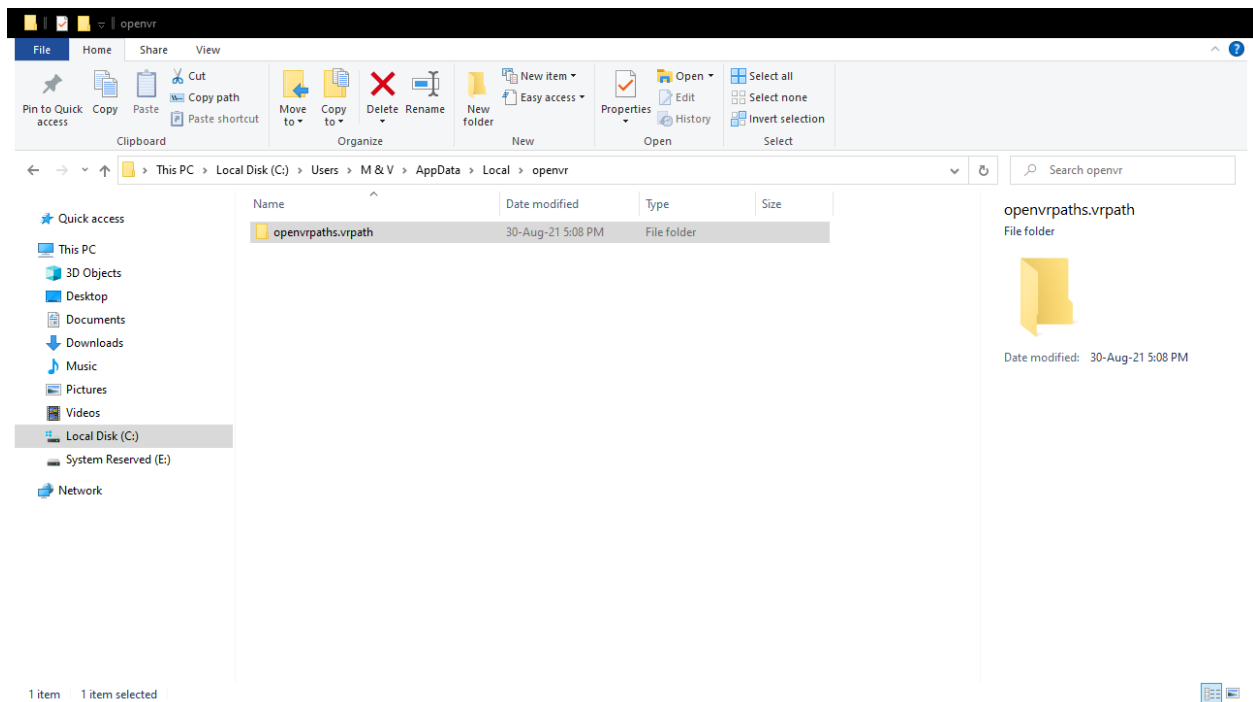 openvr
File Home Share View
Pin to Quick access
Copy
Paste
Cut
Copy path
Paste shortcut
Clipboard
Move to
Copy to
Delete
Rename
Organize
New folder
New item
Easy access
New
Properties
Open
Edit
History
Open
Select all
Select none
Invert selection
Select
This PC > Local Disk (C:) > Users > M & V > AppData > Local > openvr
Search openvr
Quick access
This PC
3D Objects
Desktop
Documents
Downloads
Music
Pictures
Videos
Local Disk (C:)
System Reserved (E:)
Network
Name Date modified Type Size
openvrpaths.vrpath 30-Aug-21 5:08 PM File folder
openvrpaths.vrpath
File folder
Date modified: 30-Aug-21 5:08 PM
1 item 1 item selected